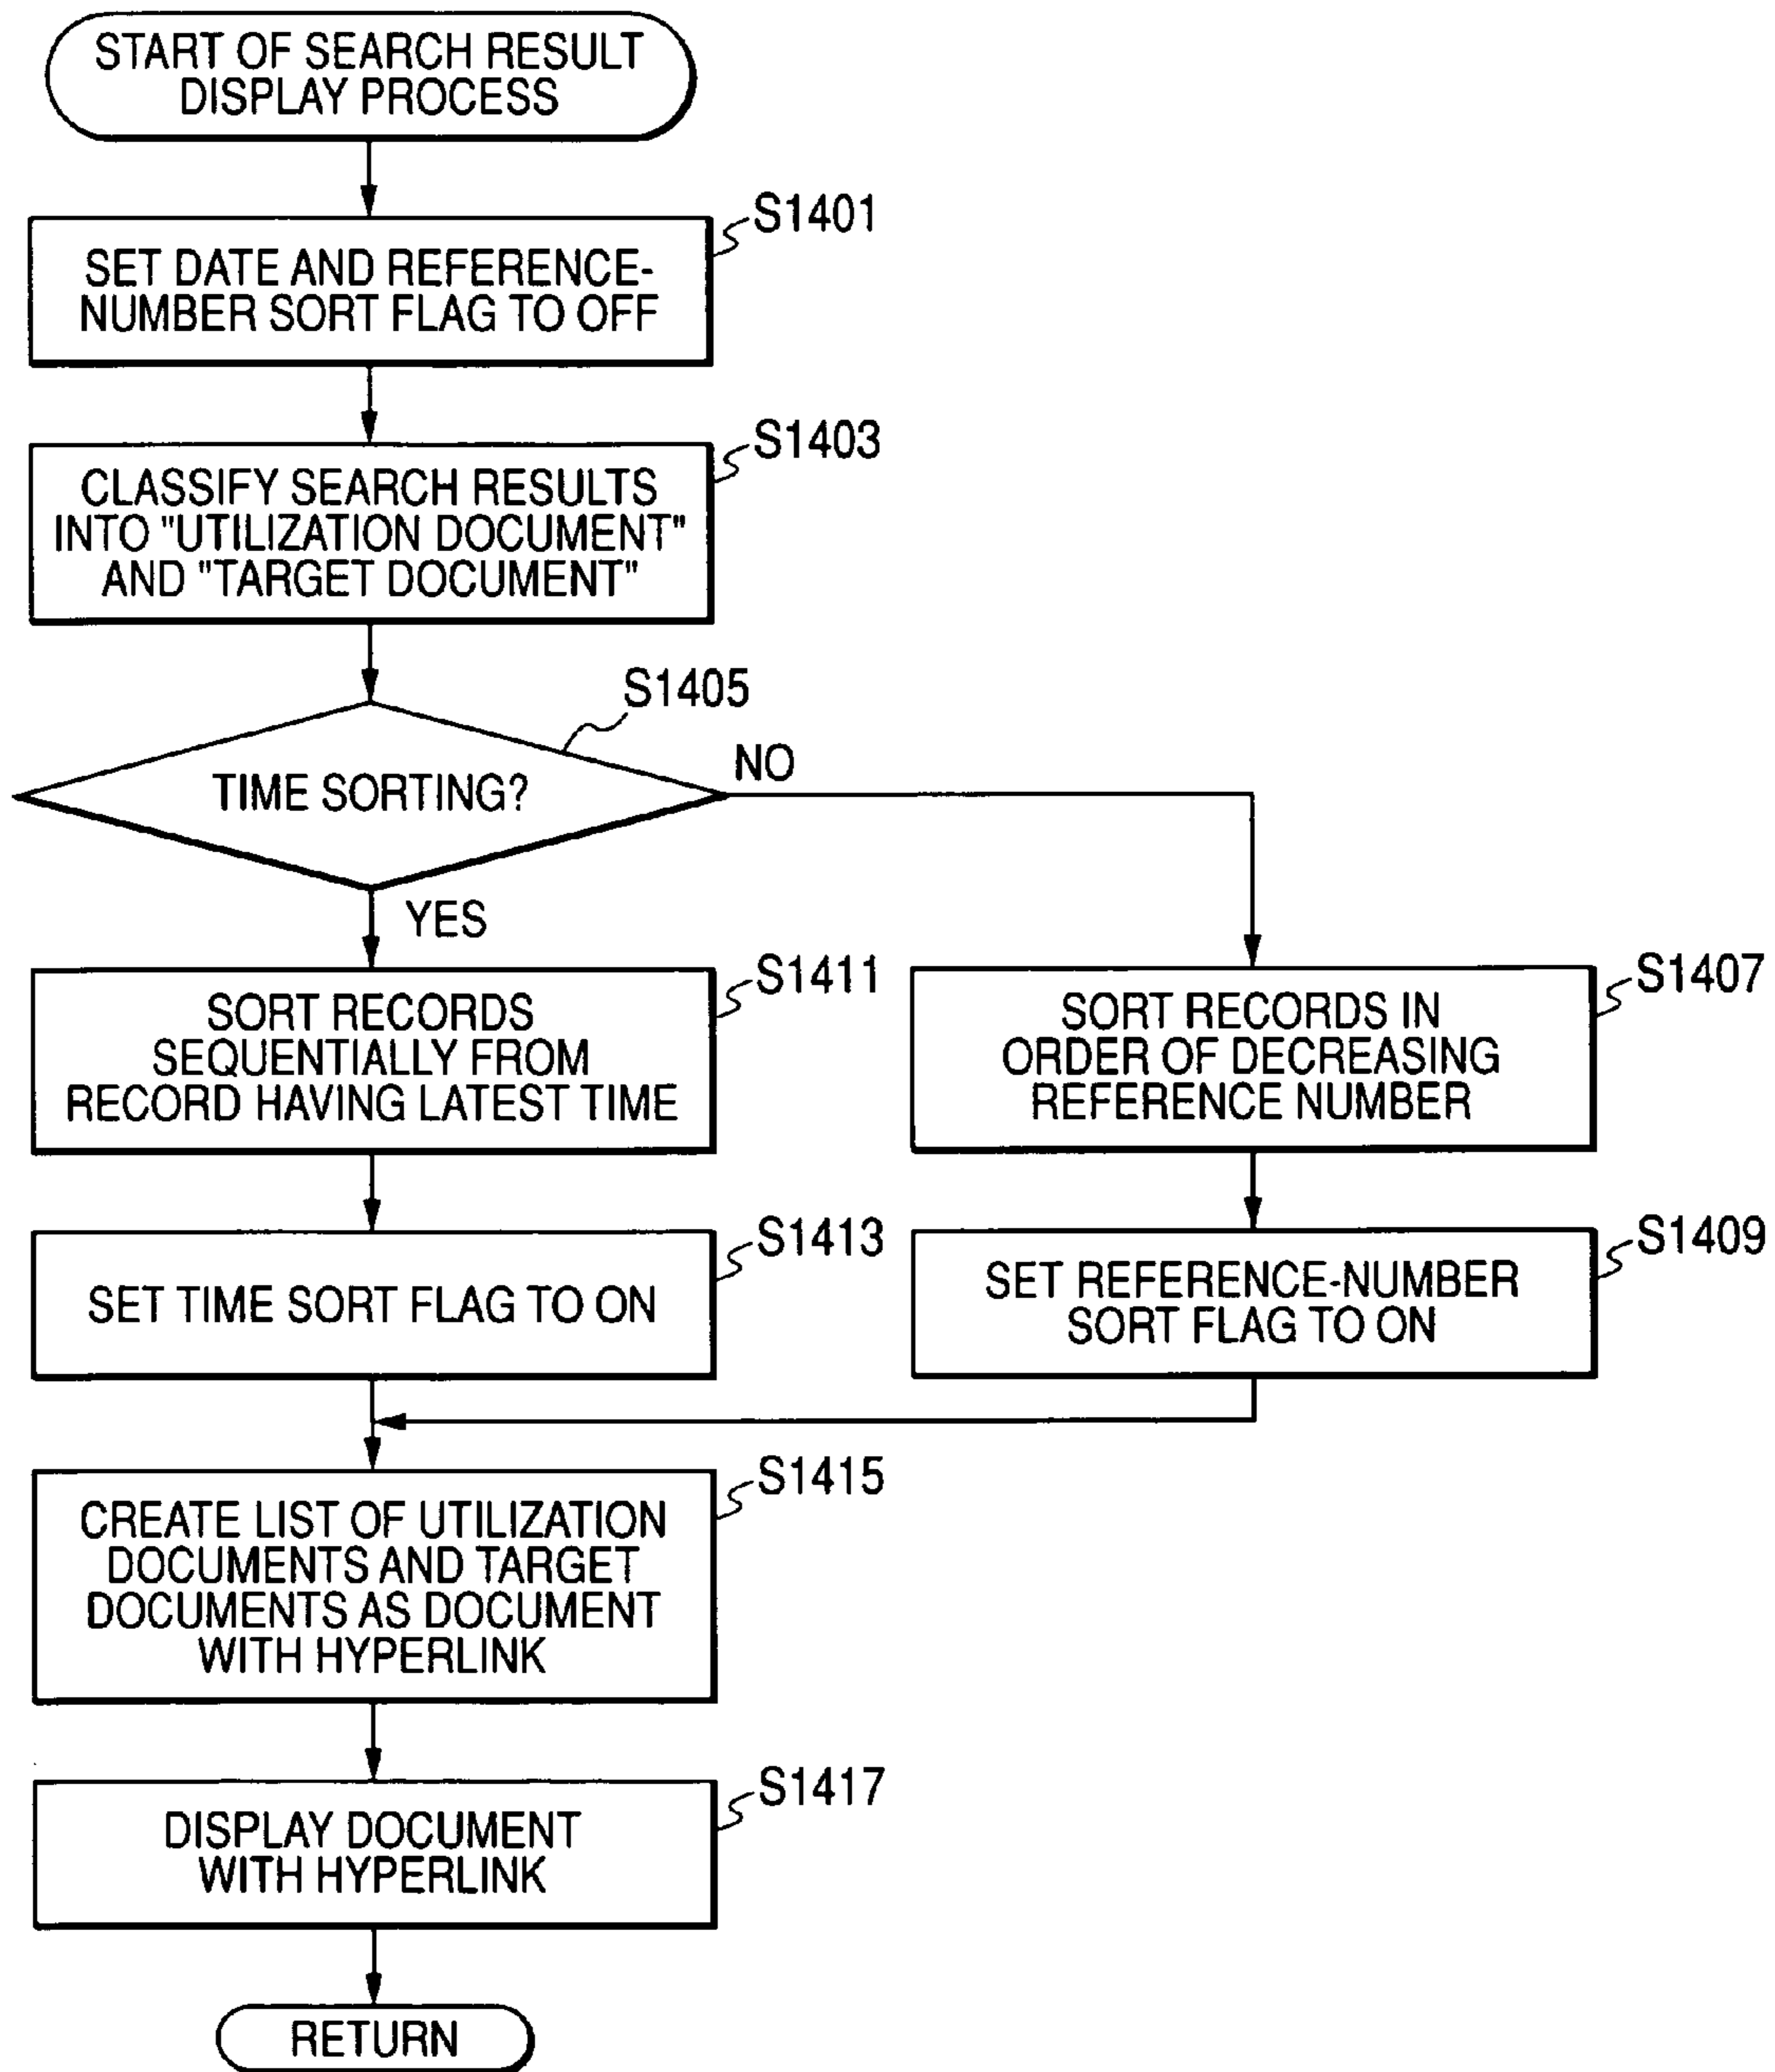 START OF SEARCH RESULT
DISPLAY PROCESS
S1401
SET DATE AND REFERENCE-
NUMBER SORT FLAG TO OFF
S1403
CLASSIFY SEARCH RESULTS
INTO "UTILIZATION DOCUMENT"
AND "TARGET DOCUMENT"
S1405
TIME SORTING?
NO
YES
S1411
SORT RECORDS
SEQUENTIALLY FROM
RECORD HAVING LATEST TIME
S1407
SORT RECORDS IN
ORDER OF DECREASING
REFERENCE NUMBER
S1413
SET TIME SORT FLAG TO ON
S1409
SET REFERENCE-NUMBER
SORT FLAG TO ON
S1415
CREATE LIST OF UTILIZATION
DOCUMENTS AND TARGET
DOCUMENTS AS DOCUMENT
WITH HYPERLINK
S1417
DISPLAY DOCUMENT
WITH HYPERLINK
RETURN